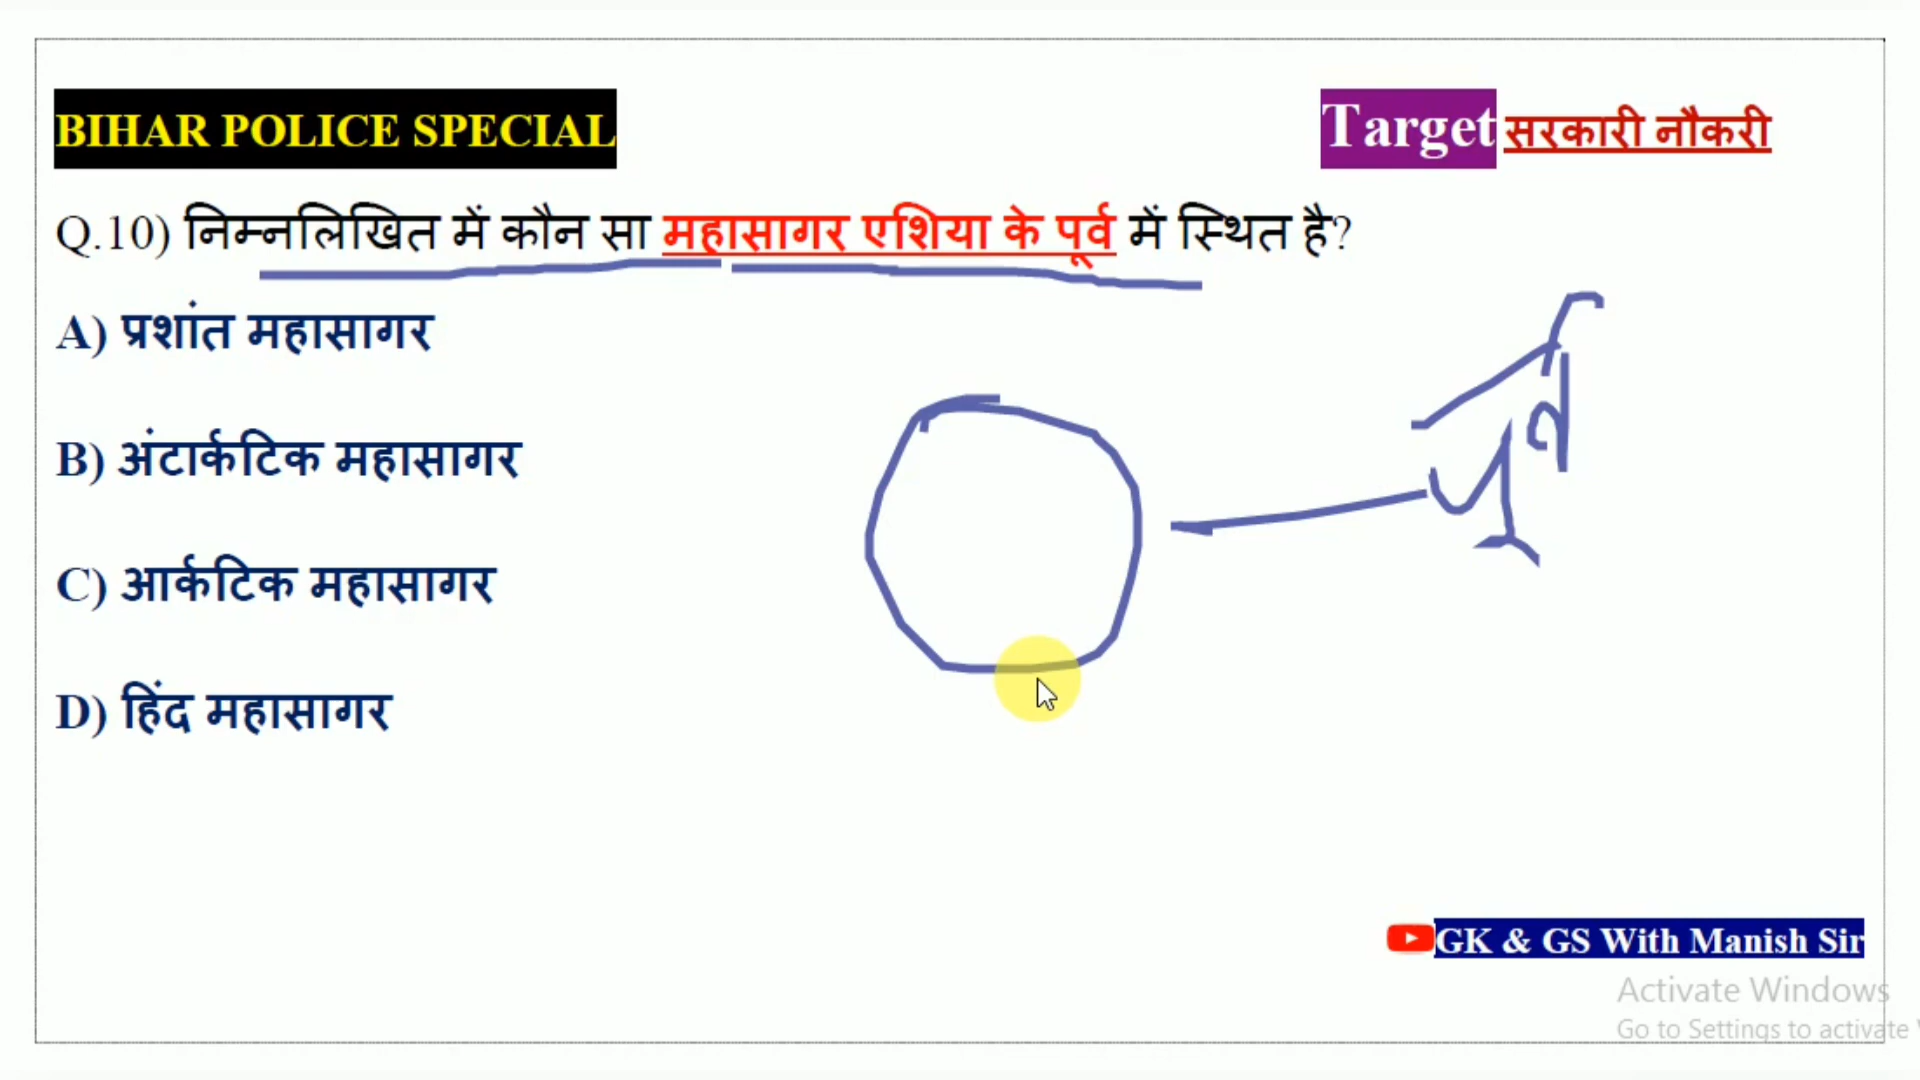 BIHAR POLICE SPECIAL
Target सरकारी नौकरी
Q.10) निम्नलिखित में कौन सा महासागर एशिया के पूर्व में स्थित है?
A) प्रशांत महासागर
B) अंटार्कटिक महासागर
C) आर्कटिक महासागर
D) हिंद महासागर
पूर्व
GK & GS With Manish Sir
Activate Windows
Go to Settings to activate